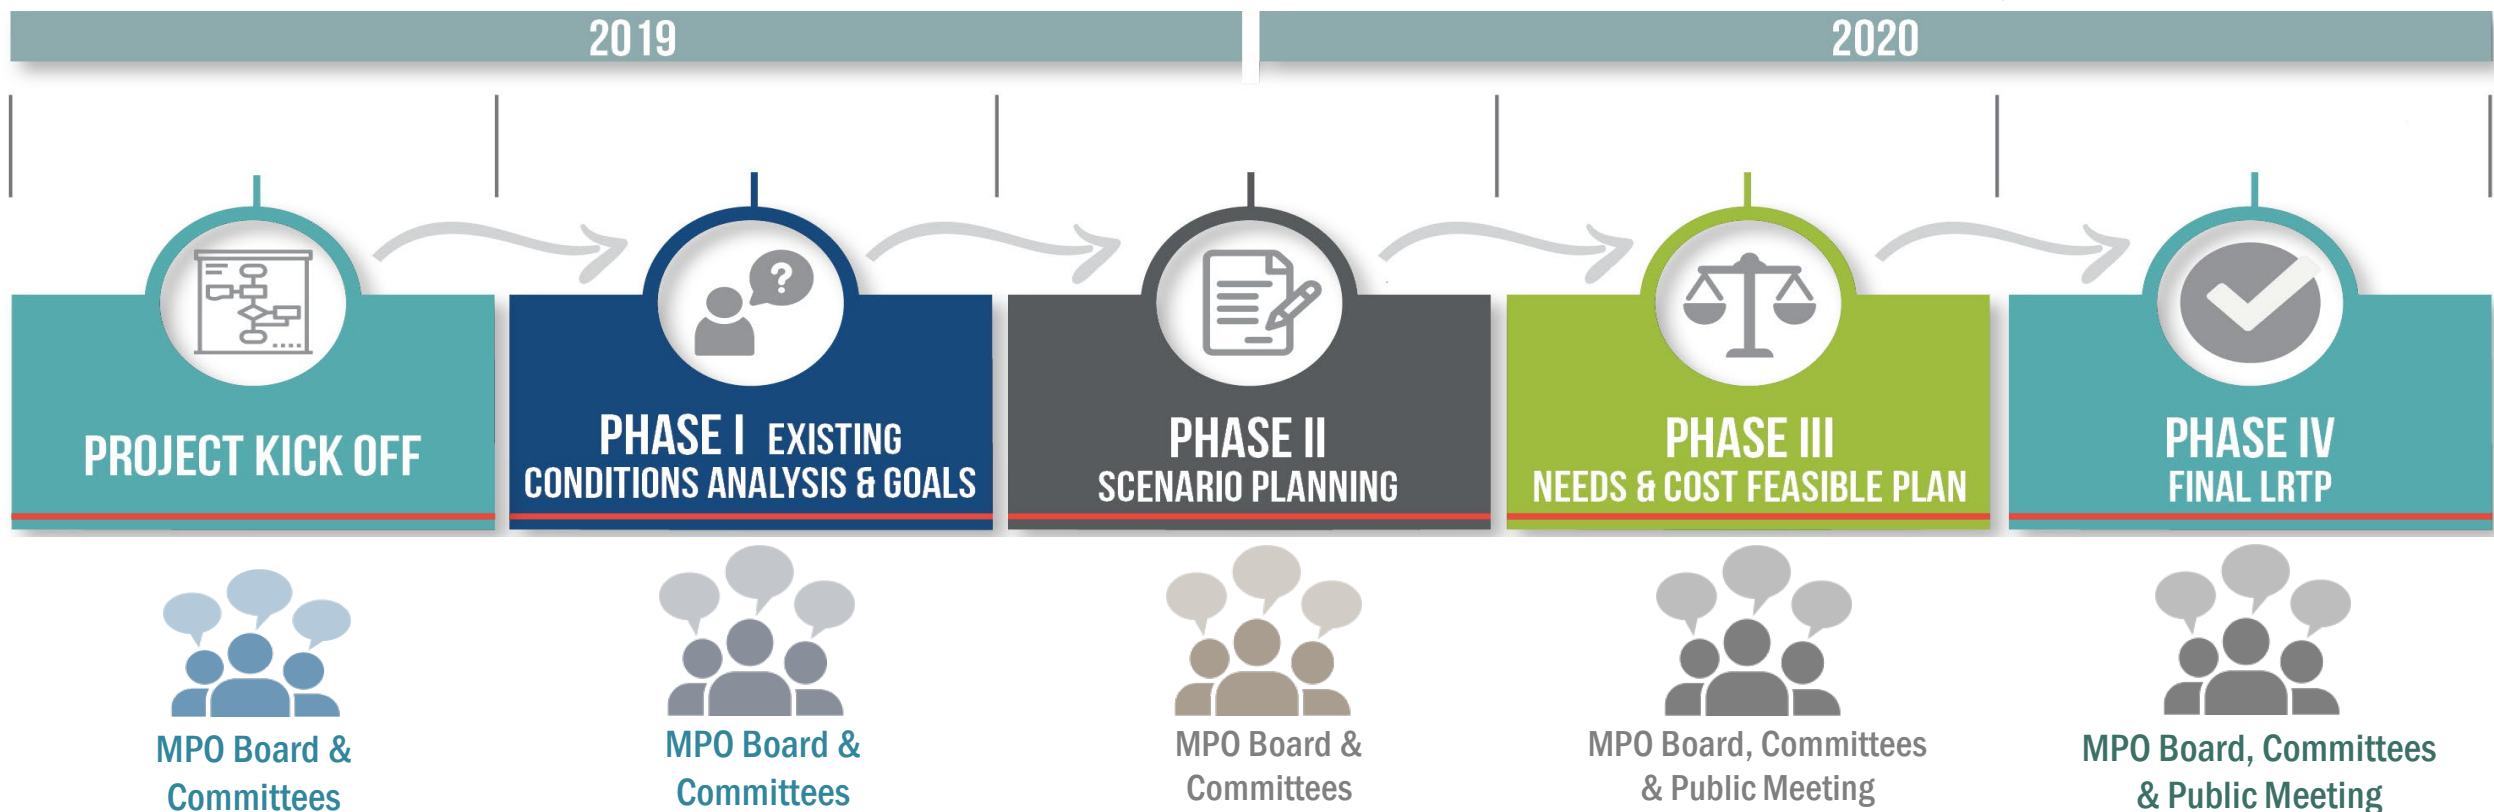 2019
2020
PROJECT KICK OFF
PHASE I EXISTING
CONDITIONS ANALYSIS & GOALS
PHASE II
SCENARIO PLANNING
PHASE III
NEEDS & COST FEASIBLE PLAN
PHASE IV
FINAL LRTP
?
MPO Board &
Committees
MPO Board &
Committees
MPO Board &
Committees
MPO Board, Committees
& Public Meeting
MPO Board, Committees
& Public Meeting